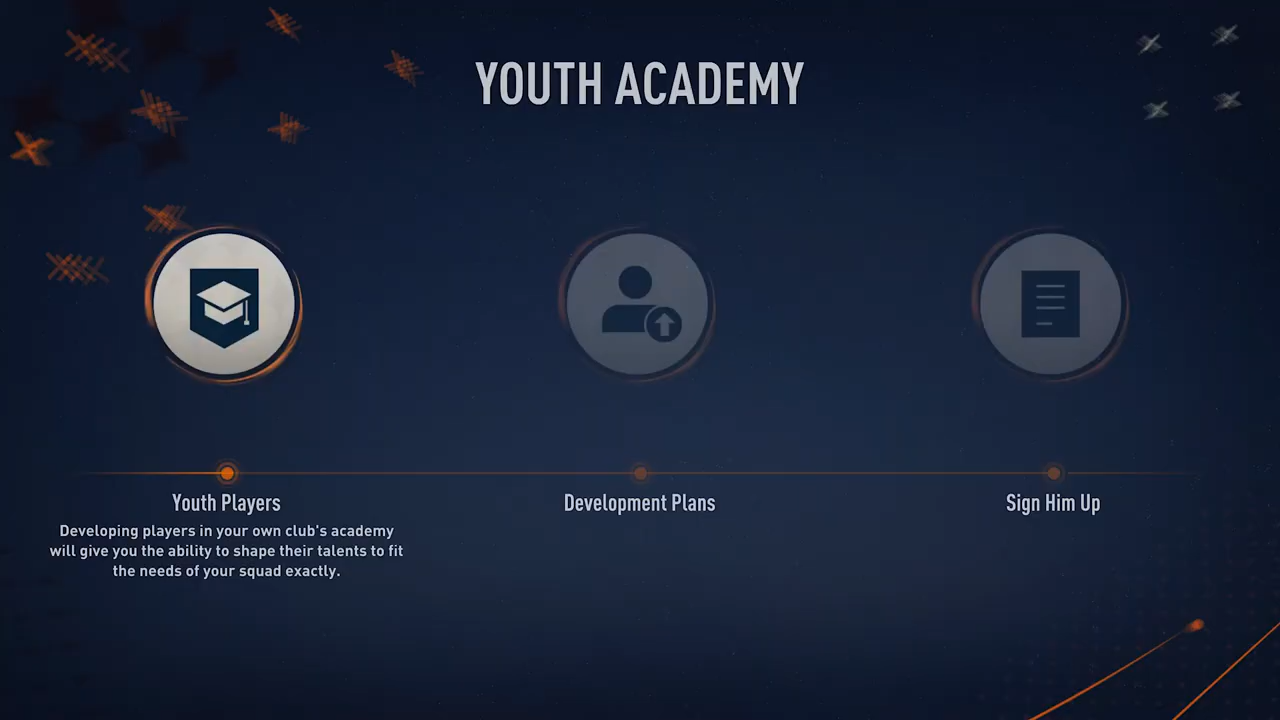 YOUTH ACADEMY
Youth Players
Developing players in your own club's academy
will give you the ability to shape their talents to fit
the needs of your squad exactly.
Development Plans
Sign Him Up